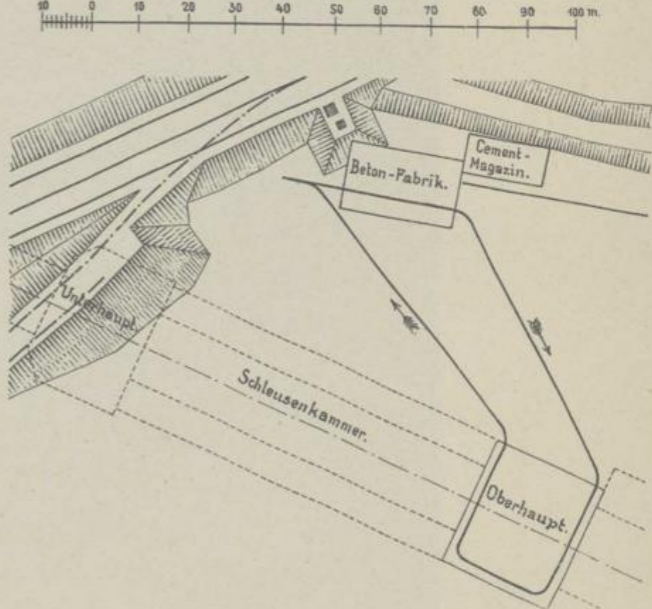 10 0 10 20 30 40 50 60 70 80. 90 100 m.
Cement-
Magazin.
Beton-Fabrik.
Unterhaupt.
Schleusenkammer.
Oberhaupt.